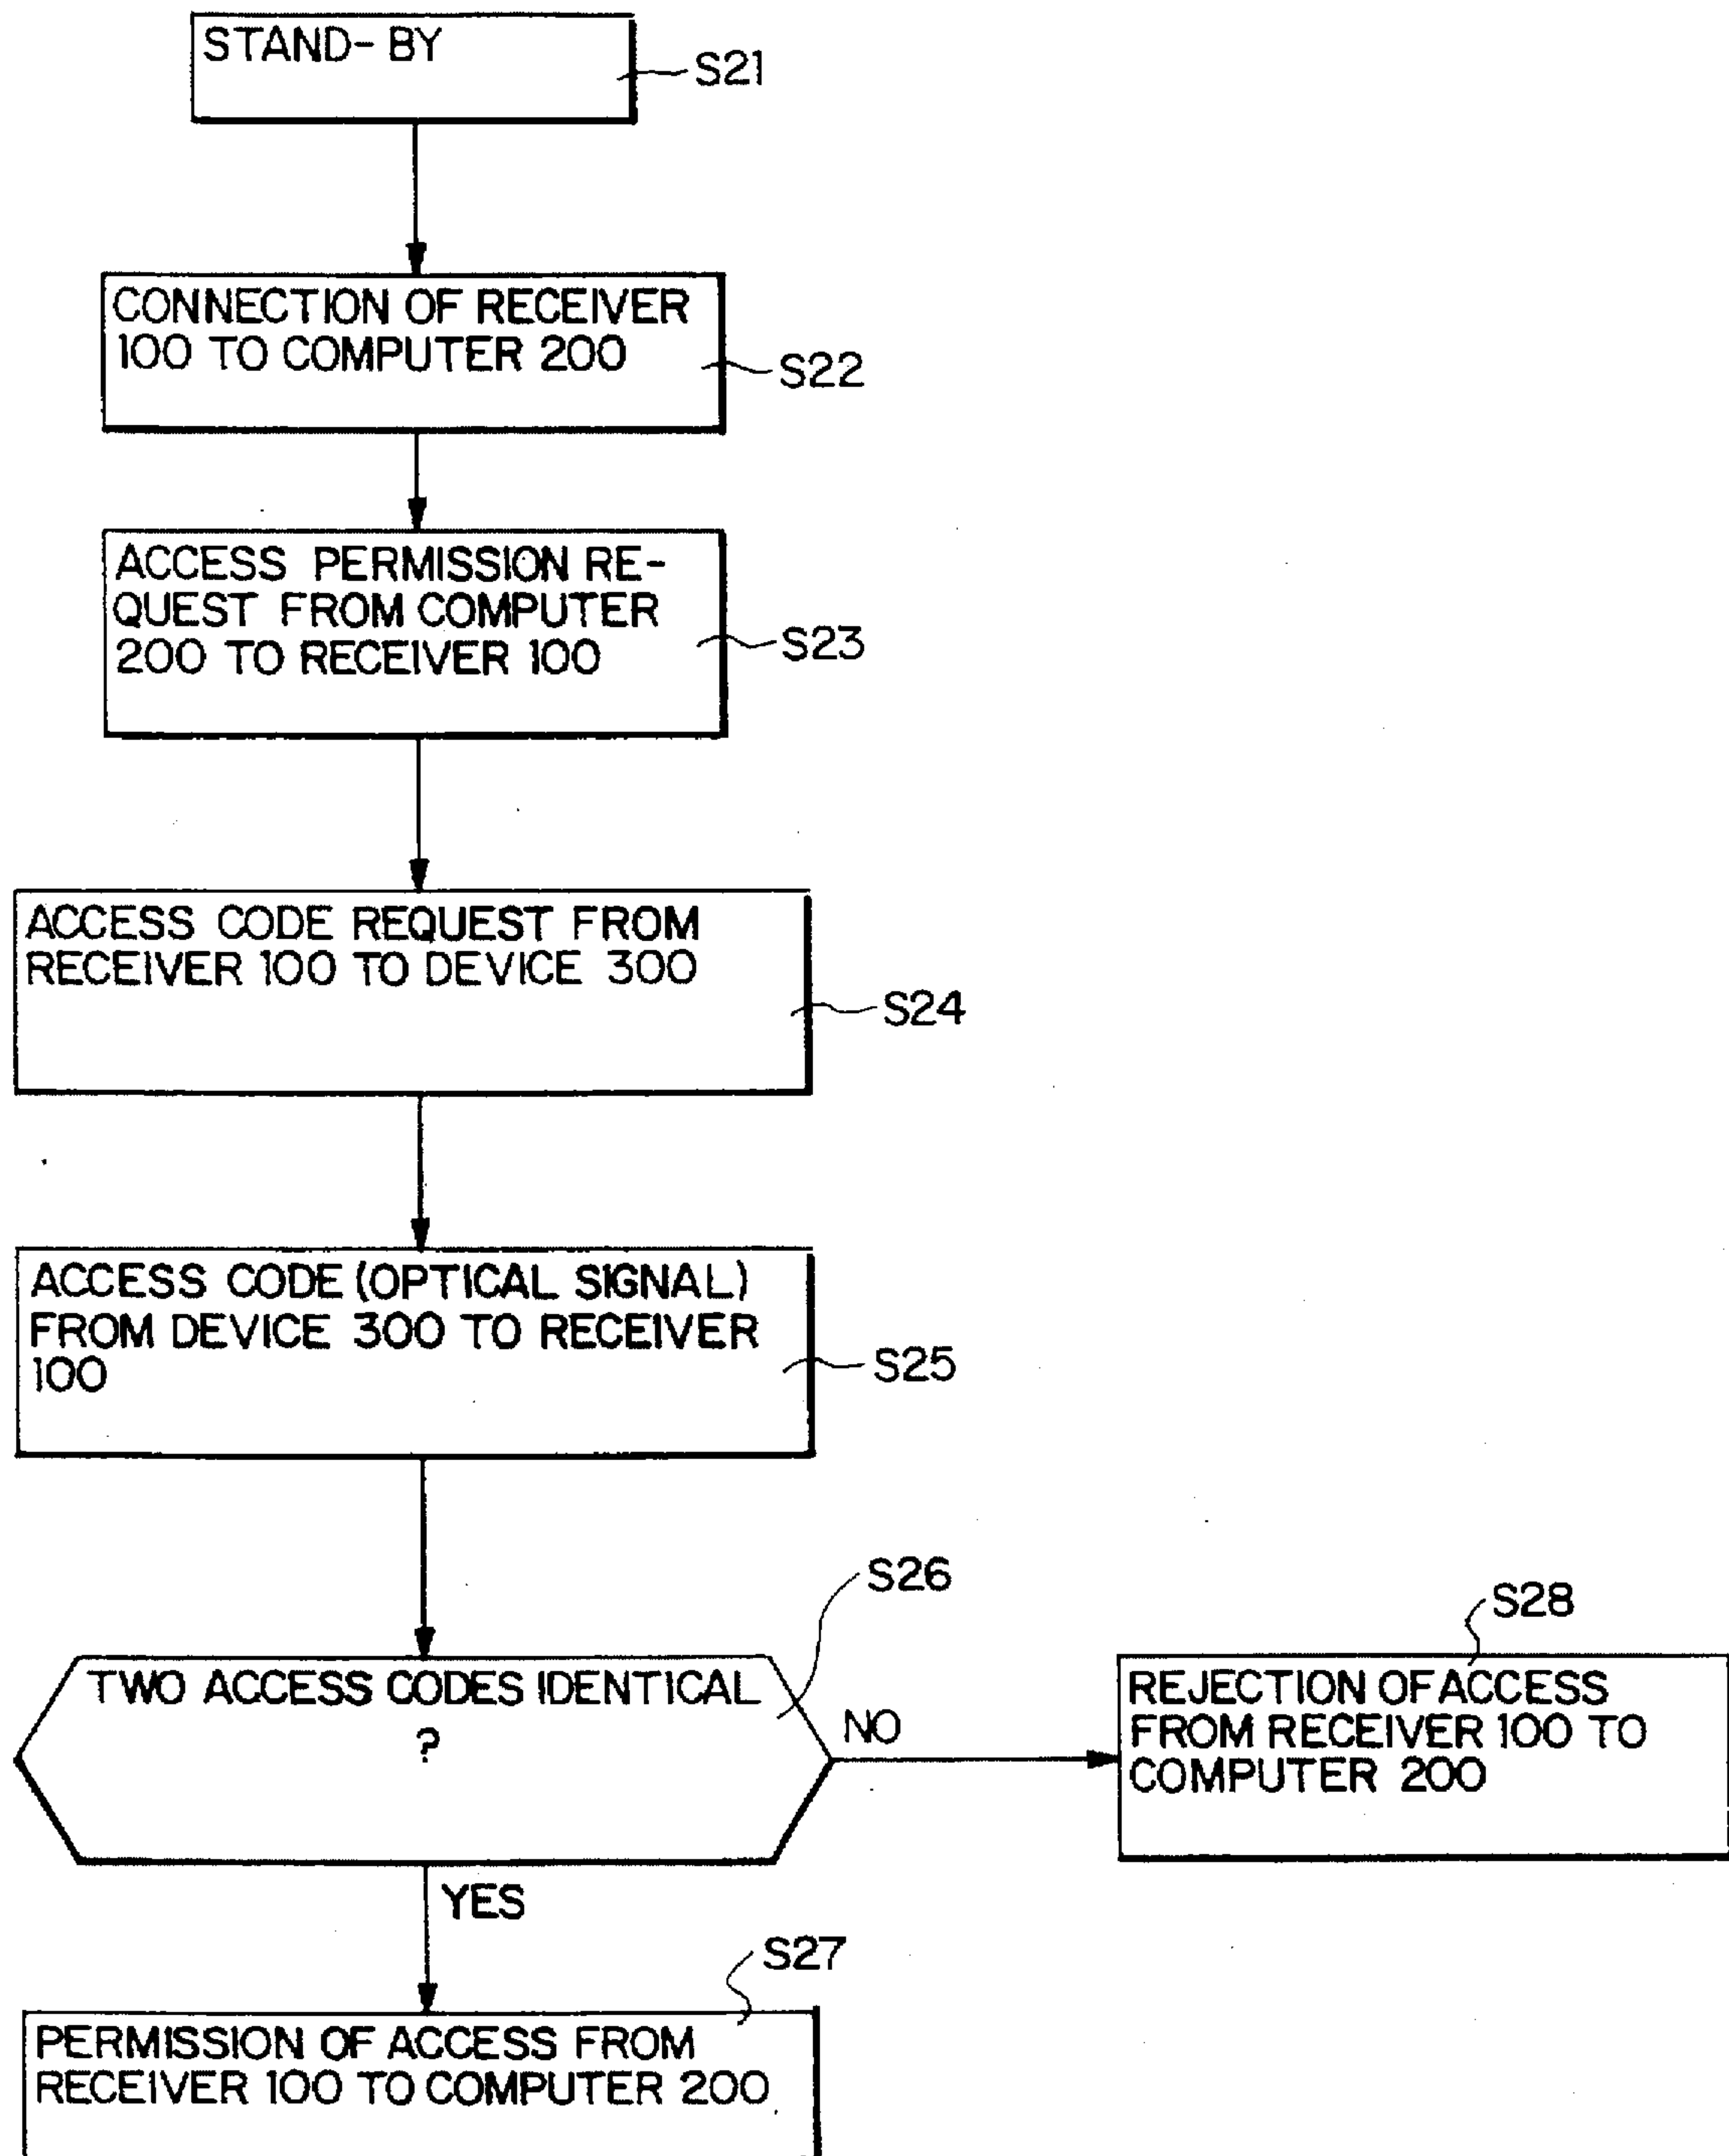 STAND-BY
S21
CONNECTION OF RECEIVER
100 TO COMPUTER 200
S22
ACCESS PERMISSION RE-
QUEST FROM COMPUTER
200 TO RECEIVER 100
S23
ACCESS CODE REQUEST FROM
RECEIVER 100 TO DEVICE 300
S24
ACCESS CODE (OPTICAL SIGNAL)
FROM DEVICE 300 TO RECEIVER
100
S25
S26
TWO ACCESS CODES IDENTICAL
?
NO
S28
REJECTION OF ACCESS
FROM RECEIVER 100 TO
COMPUTER 200
YES
S27
PERMISSION OF ACCESS FROM
RECEIVER 100 TO COMPUTER 200